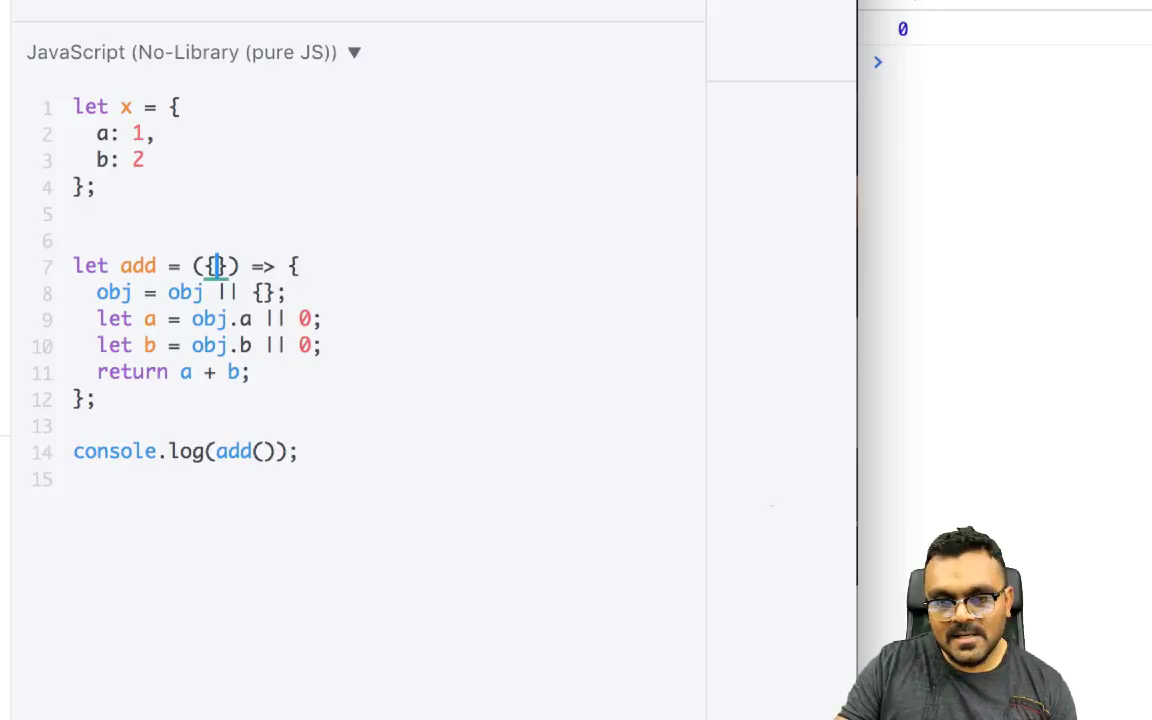 JavaScript (No-Library (pure JS)) ▼
1 let x = {
2   a: 1,
3   b: 2
4 };
5
6
7 let add = ({}) => {
8   obj = obj || {};
9   let a = obj.a || 0;
10   let b = obj.b || 0;
11   return a + b;
12 };
13
14 console.log(add());
15
0
>